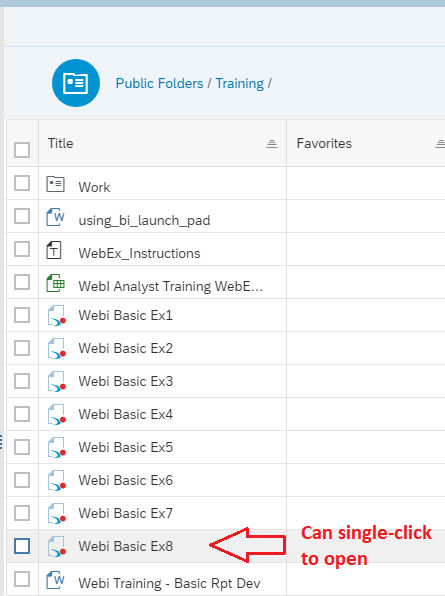 Public Folders / Training /
Title Favorites
Work
using_bi_launch_pad
WebEx_Instructions
WebI Analyst Training WebE...
Webi Basic Ex1
Webi Basic Ex2
Webi Basic Ex3
Webi Basic Ex4
Webi Basic Ex5
Webi Basic Ex6
Webi Basic Ex7
Webi Basic Ex8
Can single-click
to open
Webi Training - Basic Rpt Dev